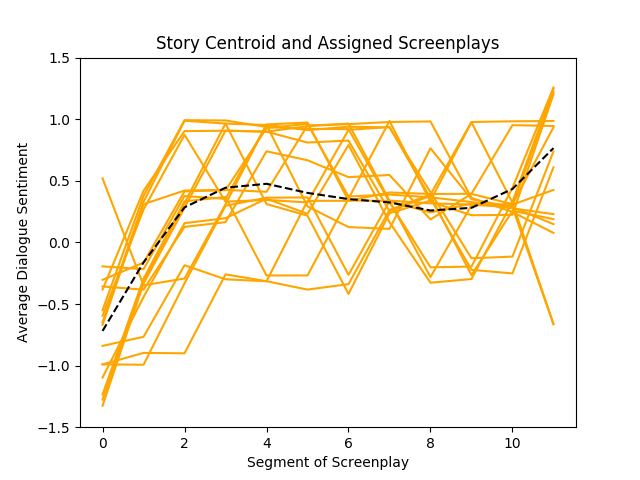 Story Centroid and Assigned Screenplays
1.5
1.0
0.5
0.0
−0.5
−1.0
−1.5
Average Dialogue Sentiment
0 2 4 6 8 10
Segment of Screenplay